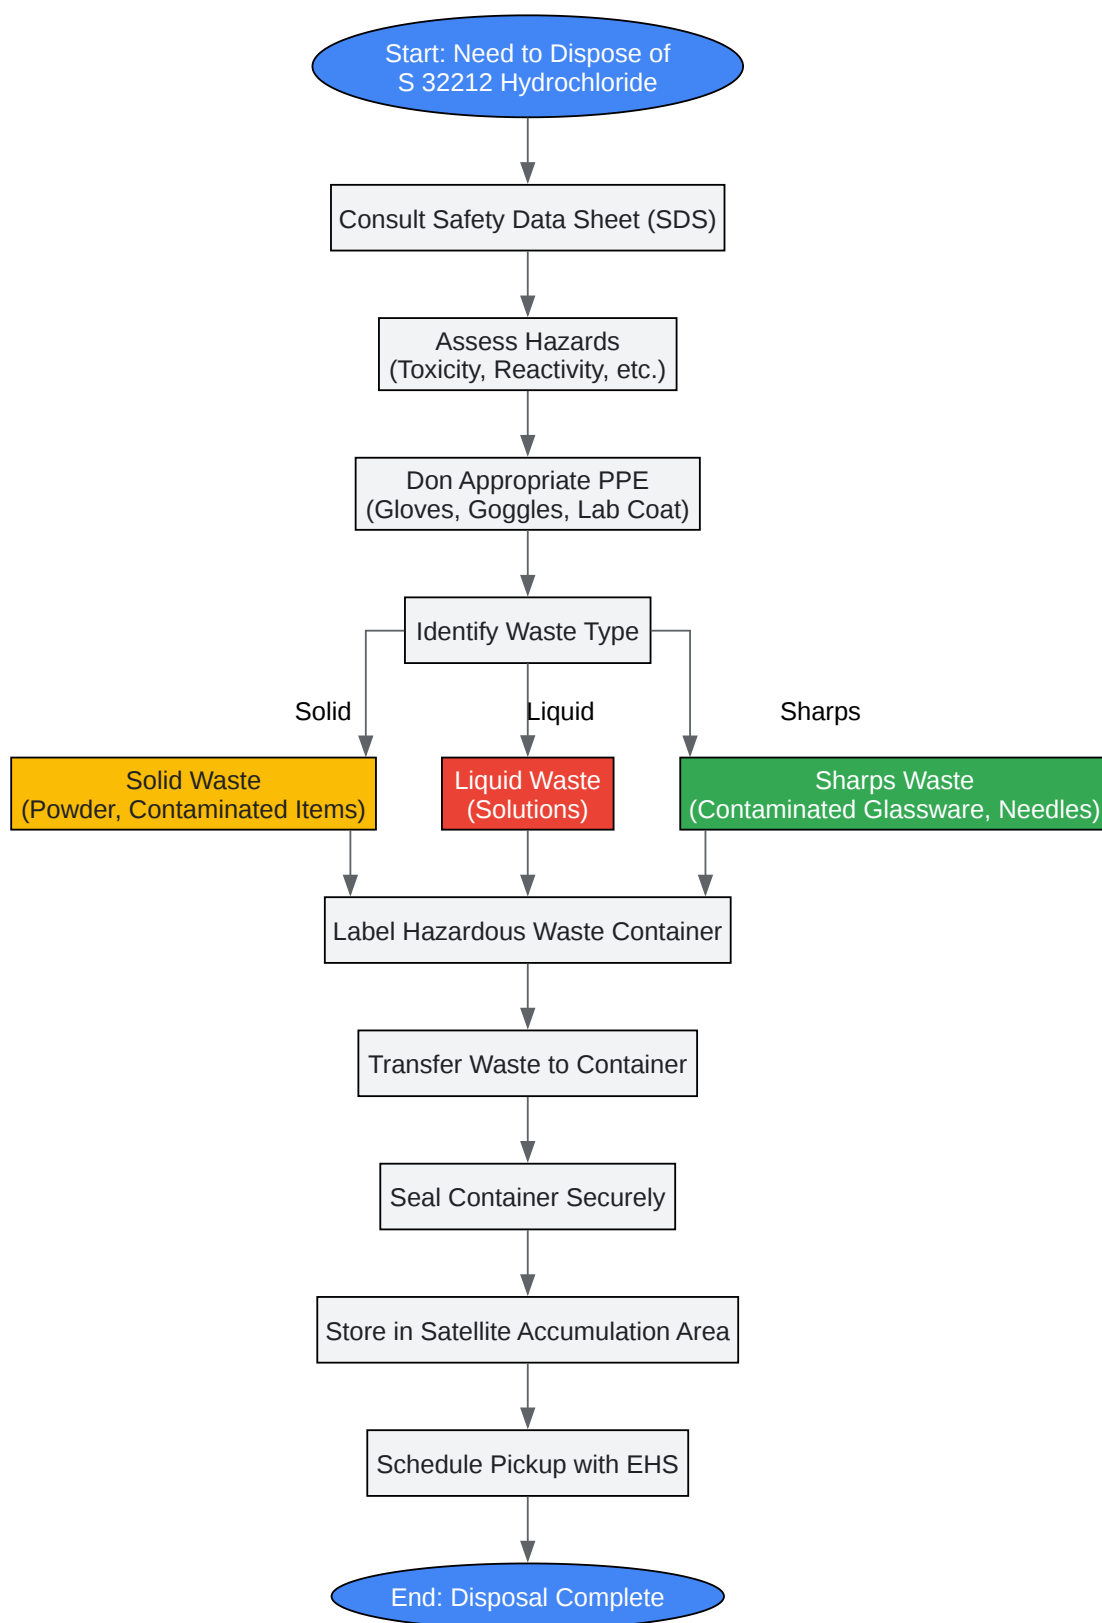 Start: Need to Dispose of
S 32212 Hydrochloride
Consult Safety Data Sheet (SDS)
Assess Hazards
(Toxicity, Reactivity, etc.)
Don Appropriate PPE
(Gloves, Goggles, Lab Coat)
Identify Waste Type
Solid
Liquid
Sharps
Solid Waste
(Powder, Contaminated Items)
Liquid Waste
(Solutions)
Sharps Waste
(Contaminated Glassware, Needles)
Label Hazardous Waste Container
Transfer Waste to Container
Seal Container Securely
Store in Satellite Accumulation Area
Schedule Pickup with EHS
End: Disposal Complete